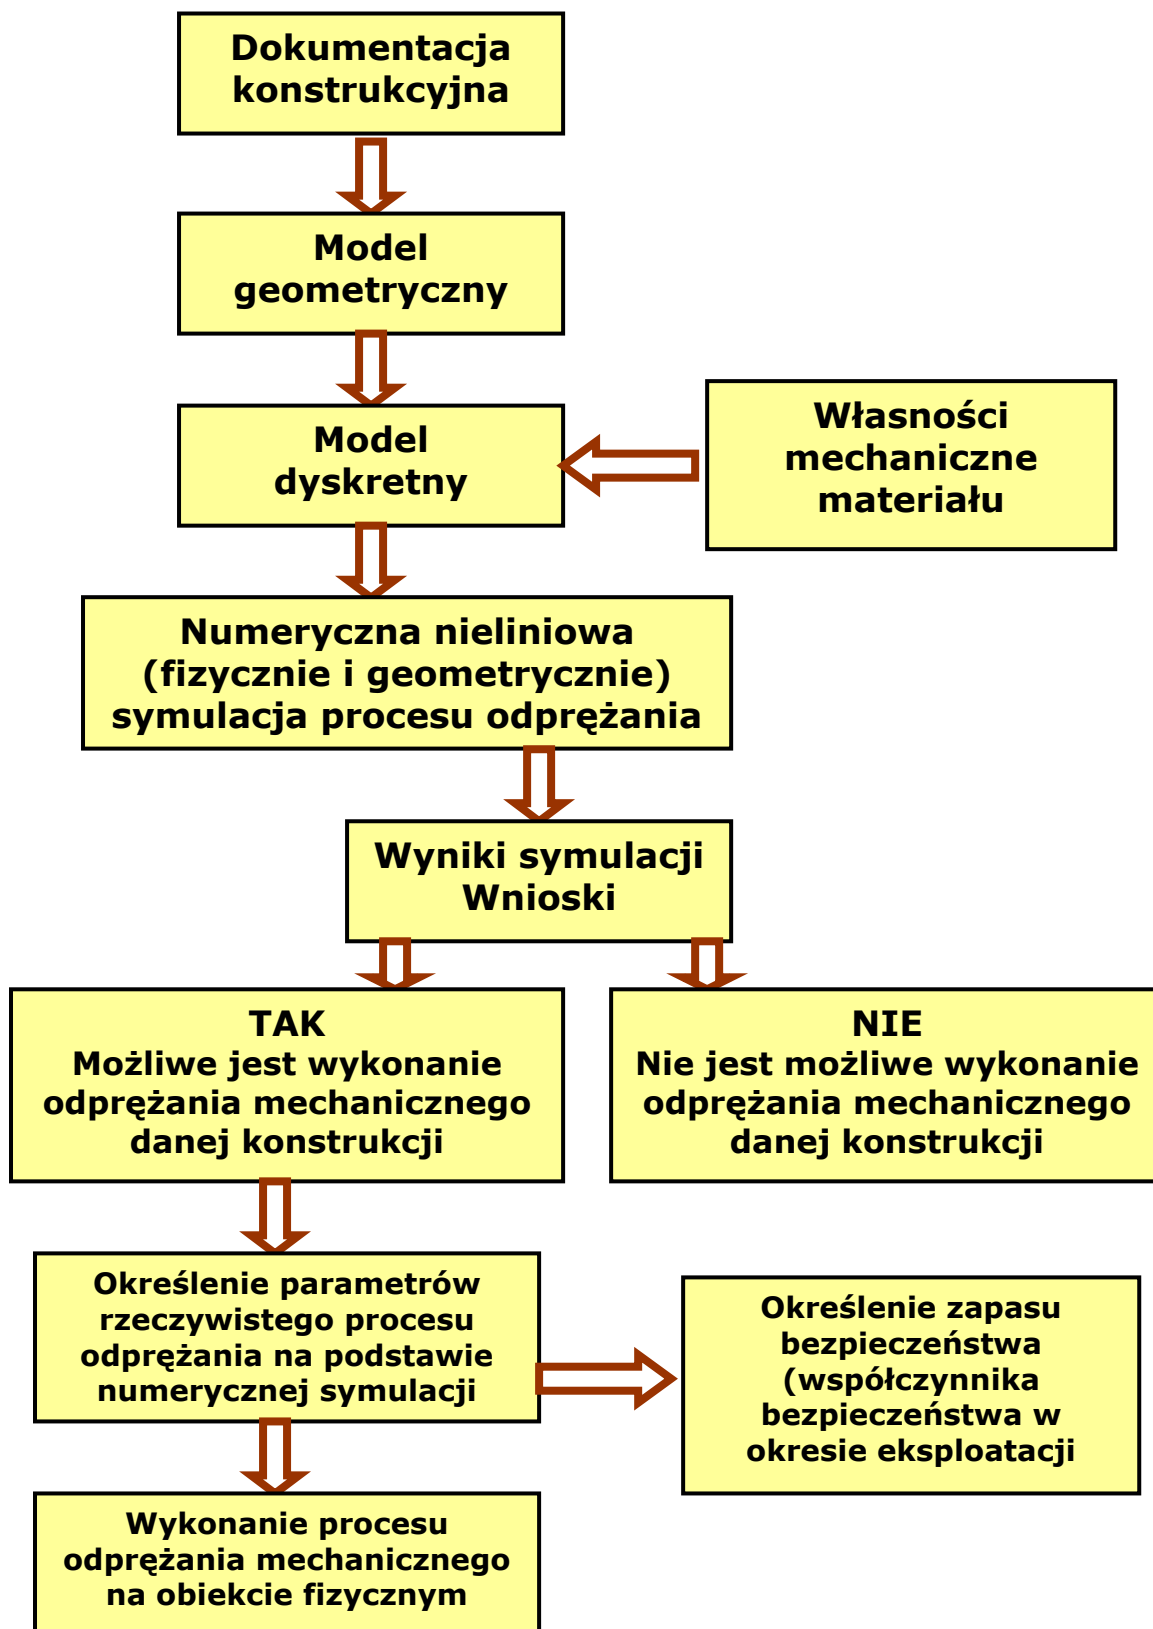 Dokumentacja
konstrukcyjna
Model
geometryczny
Model
dyskretny
Własności
mechaniczne
materiału
Numeryczna nieliniowa
(fizycznie i geometrycznie)
symulacja procesu odprężania
Wyniki symulacji
Wnioski
TAK
Możliwe jest wykonanie
odprężania mechanicznego
danej konstrukcji
NIE
Nie jest możliwe wykonanie
odprężania mechanicznego
danej konstrukcji
Określenie parametrów
rzeczywistego procesu
odprężania na podstawie
numerycznej symulacji
Określenie zapasu
bezpieczeństwa
(współczynnika
bezpieczeństwa w
okresie eksploatacji
Wykonanie procesu
odprężania mechanicznego
na obiekcie fizycznym